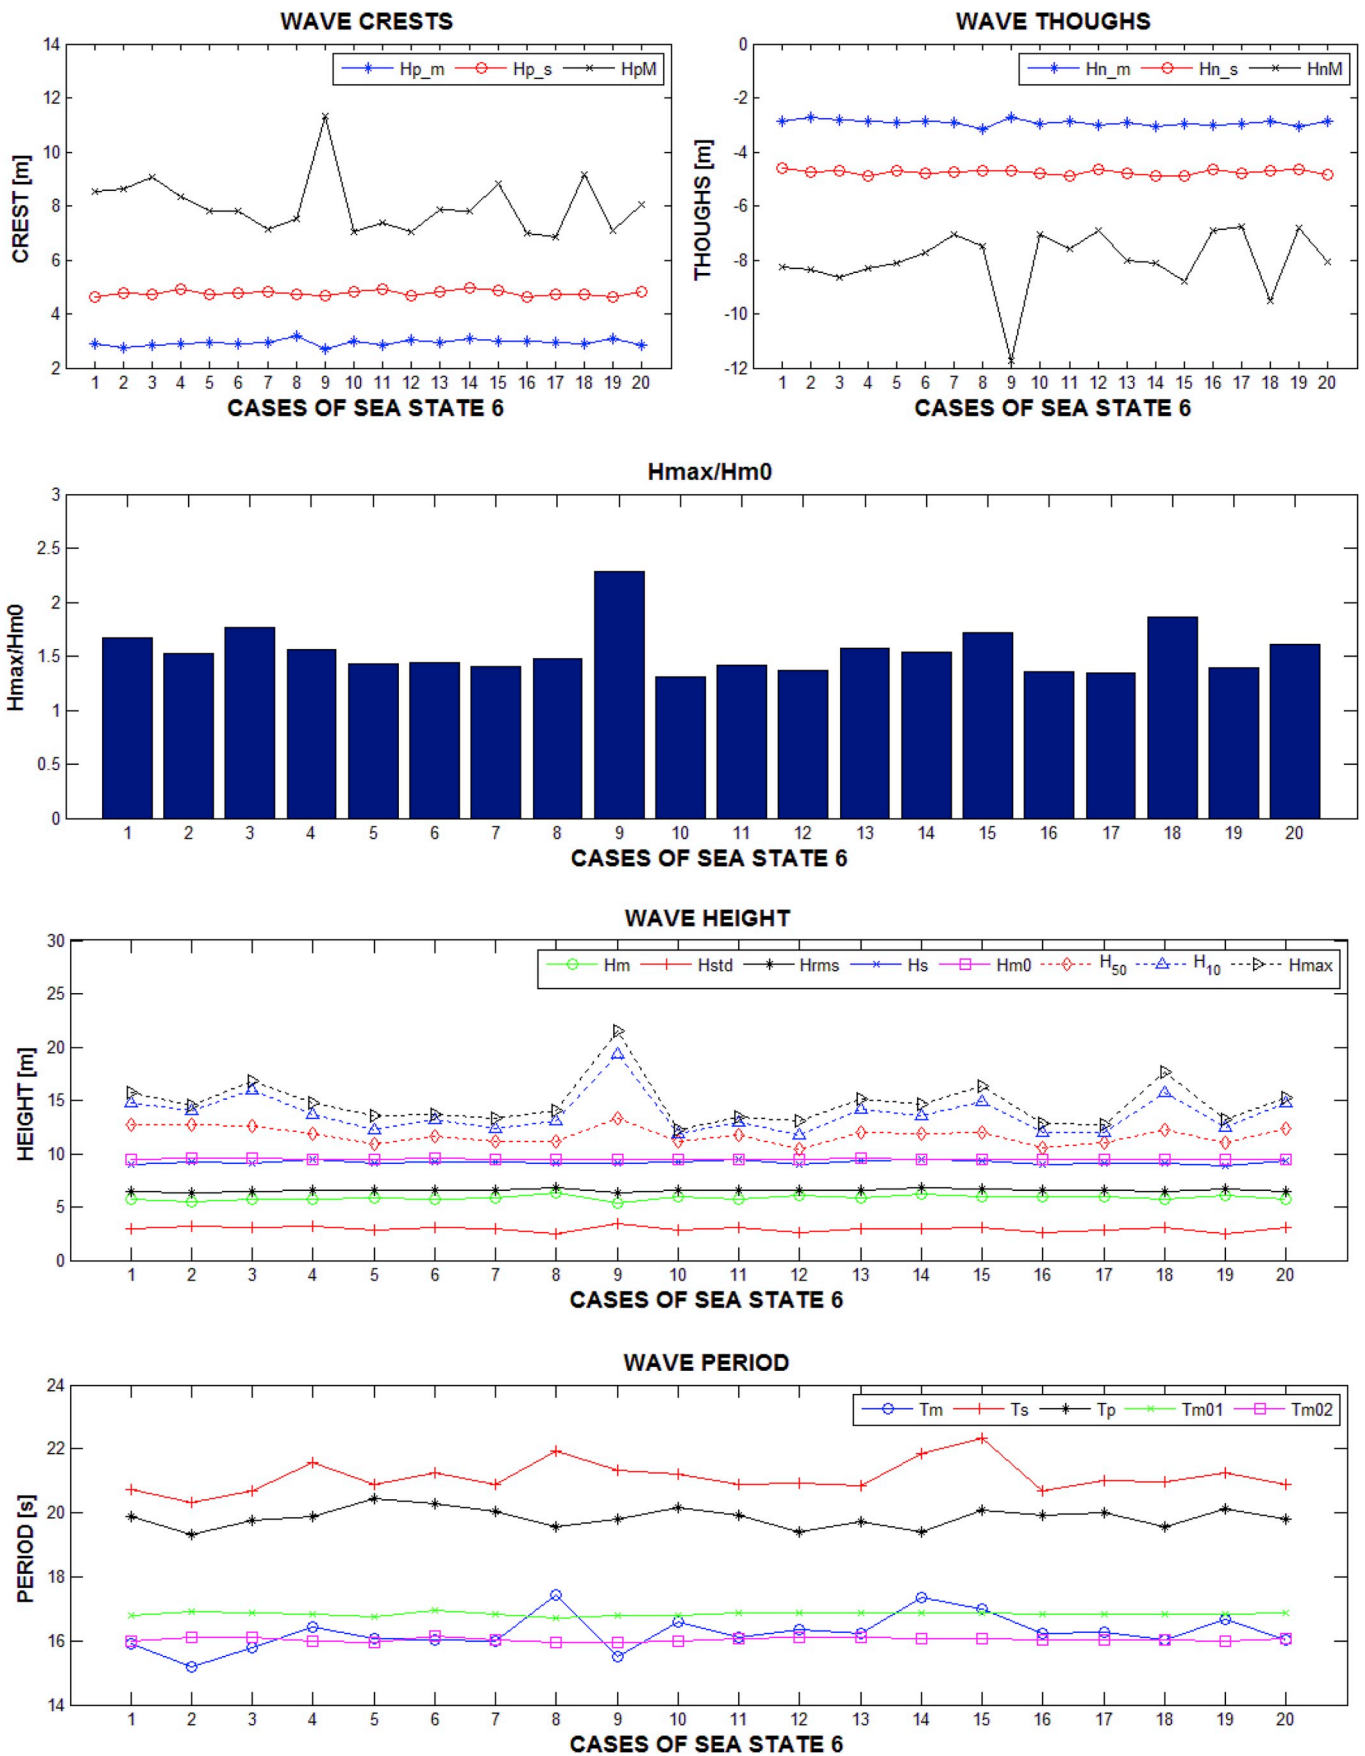 WAVE CRESTS
Hp_m Hp_s HpM
14
12
10
8
6
4
2
CREST [m]
1 2 3 4 5 6 7 8 9 10 11 12 13 14 15 16 17 18 19 20
CASES OF SEA STATE 6
WAVE THOUGHS
Hn_m Hn_s HnM
0
-2
-4
-6
-8
-10
-12
THOUGHS [m]
1 2 3 4 5 6 7 8 9 10 11 12 13 14 15 16 17 18 19 20
CASES OF SEA STATE 6
Hmax/Hm0
3
2.5
2
1.5
1
0.5
0
Hmax/Hm0
1 2 3 4 5 6 7 8 9 10 11 12 13 14 15 16 17 18 19 20
CASES OF SEA STATE 6
WAVE HEIGHT
Hm Hstd Hrms Hs Hm0 H50 H10 Hmax
30
25
20
15
10
5
0
HEIGHT [m]
1 2 3 4 5 6 7 8 9 10 11 12 13 14 15 16 17 18 19 20
CASES OF SEA STATE 6
WAVE PERIOD
Tm Ts Tp Tm01 Tm02
24
22
20
18
16
14
PERIOD [s]
1 2 3 4 5 6 7 8 9 10 11 12 13 14 15 16 17 18 19 20
CASES OF SEA STATE 6